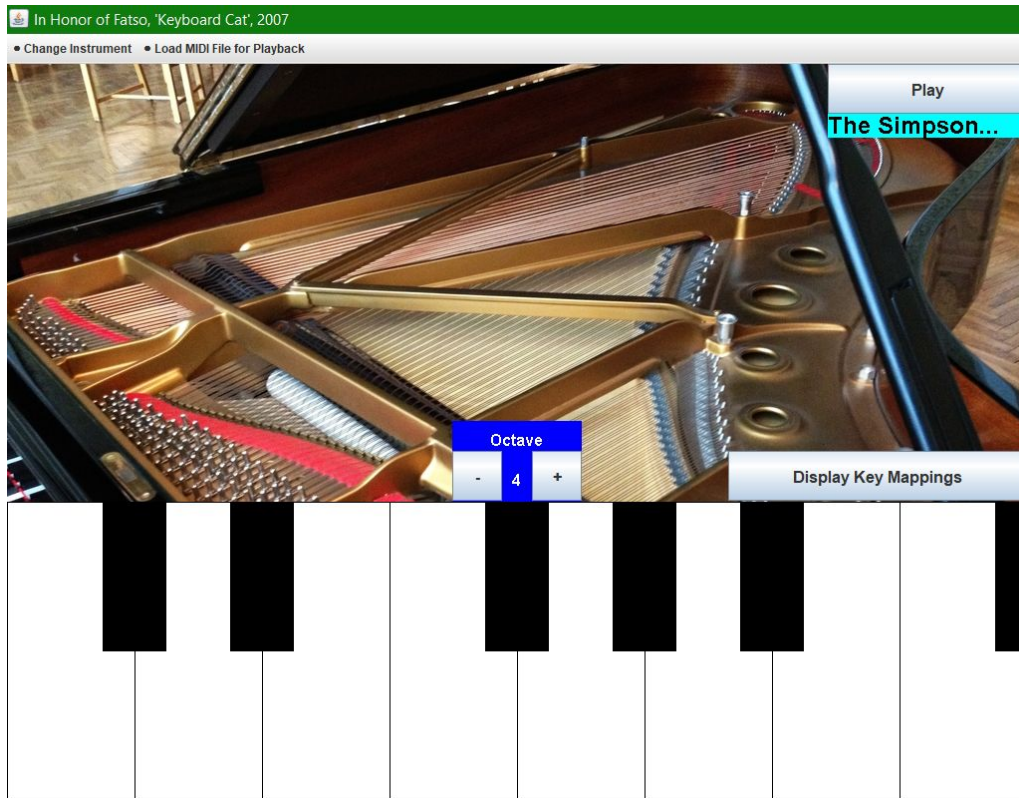 In Honor of Fatso, 'Keyboard Cat', 2007
• Change Instrument • Load MIDI File for Playback
Play
The Simpson...
Octave
- 4 +
Display Key Mappings